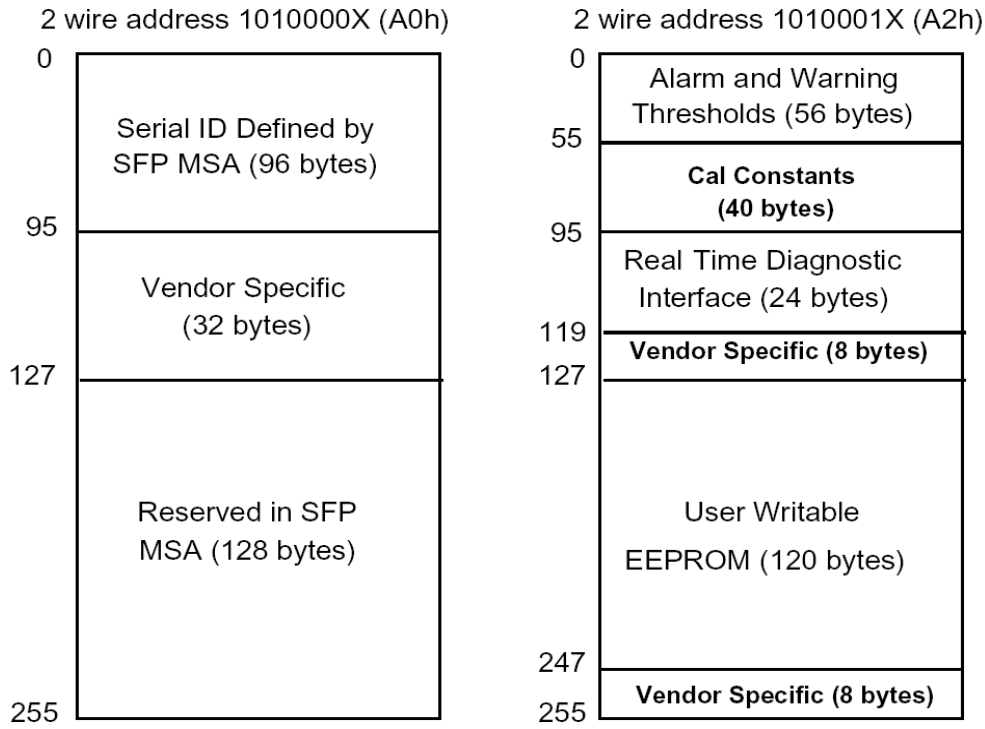 2 wire address 1010000X (A0h)
0
Serial ID Defined by
SFP MSA (96 bytes)
95
Vendor Specific
(32 bytes)
127
Reserved in SFP
MSA (128 bytes)
255
2 wire address 1010001X (A2h)
0
Alarm and Warning
Thresholds (56 bytes)
55
Cal Constants
(40 bytes)
95
Real Time Diagnostic
Interface (24 bytes)
119
Vendor Specific (8 bytes)
127
User Writable
EEPROM (120 bytes)
247
Vendor Specific (8 bytes)
255